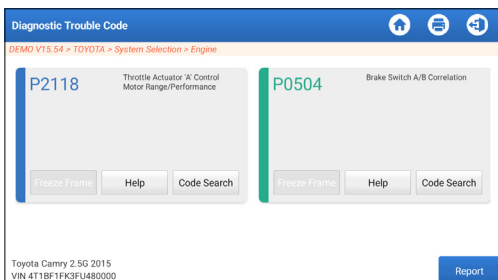 Diagnostic Trouble Code
DEMO V15.54 > TOYOTA > System Selection > Engine
P2118
Throttle Actuator 'A' Control
Motor Range/Performance
Freeze Frame
Help
Code Search
P0504
Brake Switch A/B Correlation
Freeze Frame
Help
Code Search
Toyota Camry 2.5G 2015
VIN 4T1BF1FK3FU480000
Report